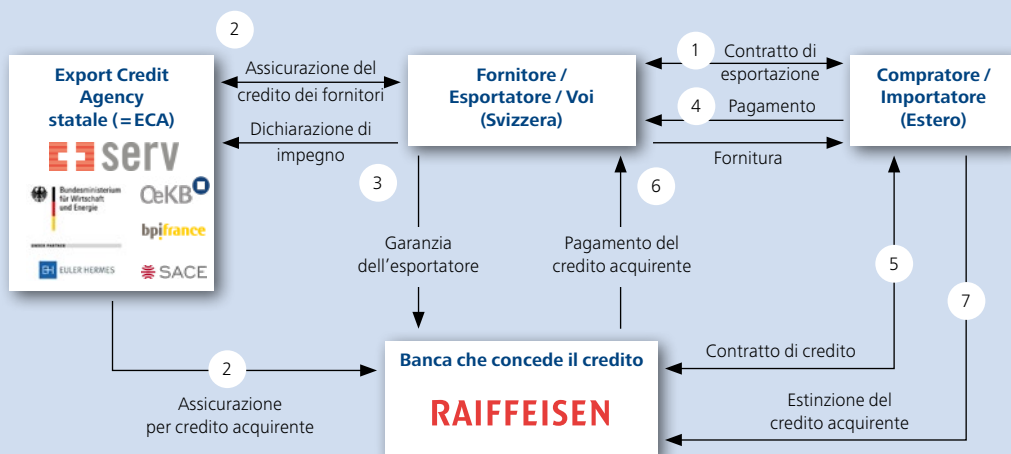 2
Export Credit
Agency
statale (=ECA)
serv
Bundesministerium
für Wirtschaft
und Energie
OeKB
bpifrance
UNSER PARTNER
EH EULER HERMES
SACE
Assicurazione del
credito dei fornitori
Dichiarazione di
impegno
Fornitore /
Esportatore / Voi
(Svizzera)
1
Contratto di
esportazione
4
Pagamento
Fornitura
Compratore /
Importatore
(Estero)
3
6
Garanzia
dell'esportatore
Pagamento del
credito acquirente
5
7
2
Assicurazione
per credito acquirente
Banca che concede il credito
RAIFFEISEN
Contratto di credito
Estinzione del
credito acquirente